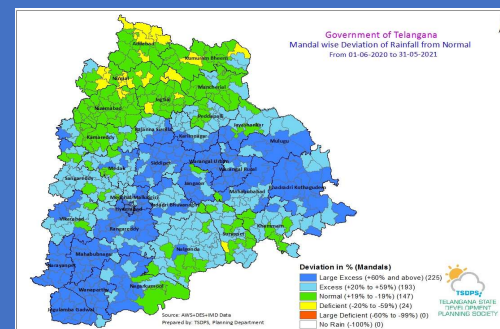 Government of Telangana
Mandal wise Deviation of Rainfall from Normal
From 01-06-2020 to 31-05-2021
Adilabad
Kumuram Bheem
Nirmal
Mancherial
Jagtial
Nizamabad
Peddapalli
Jayashankar
Rajanna Sircilla
Karimnagar
Kamareddy
Mulugu
Siddipet
Warangal Urban
Warangal Rural
Medak
Sangareddy
Jangaon
Mahabubabad
Bhadradri Kothagudem
Medchal-Malkajgiri
Yadadri Bhuvanagiri
Hyderabad
Vikarabad
Rangareddy
Suryapet
Khammam
Nalgonda
Mahabubnagar
Narayanpet
Wanaparthy
Nagarkurnool
Jogulamba Gadwal
Deviation in % (Mandals)
Large Excess (+60% and above) (225)
Excess (+20% to +59%) (193)
Normal (+19% to -19%) (147)
Deficient (-20% to -59%) (24)
Large Deficient (-60% to -99%) (0)
No Rain (-100%) (0)
Source: AWS+DES+IMD Data
Prepared by: TSDPS, Planning Department
TSDPS
TELANGANA STATE
DEVELOPMENT
PLANNING SOCIETY